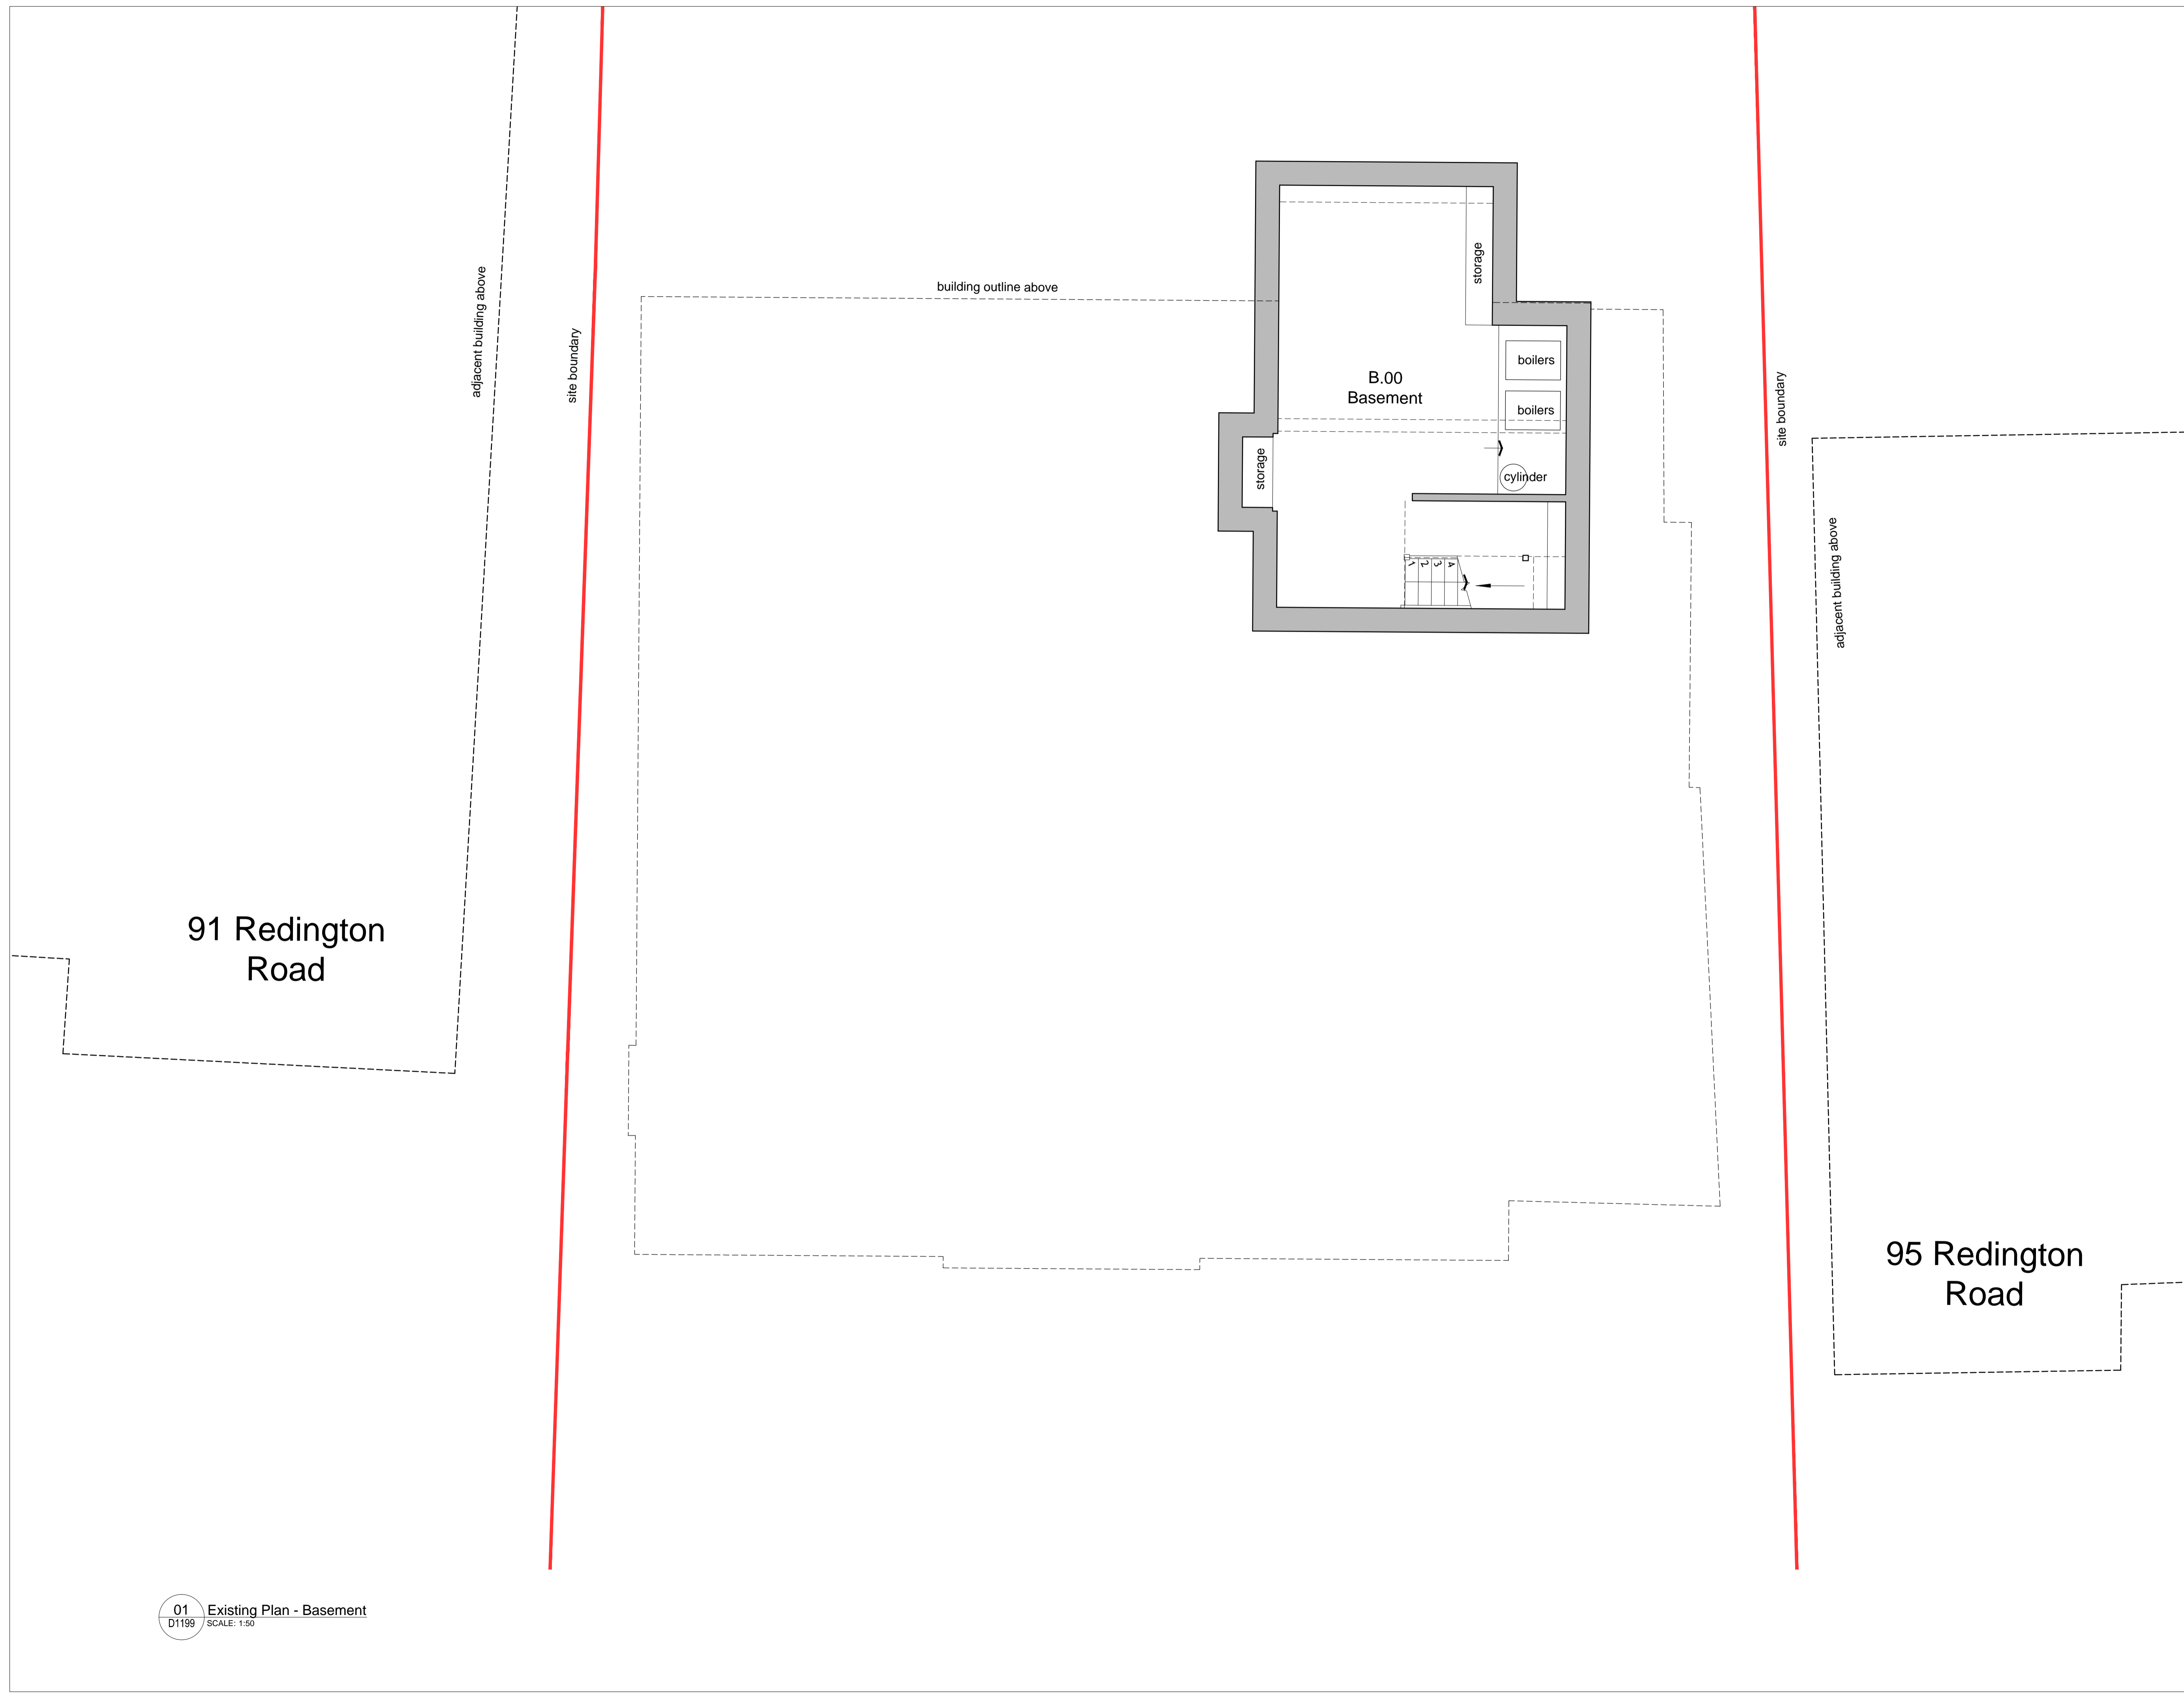 building outline above
adjacent building above
site boundary
storage
boilers
boilers
B.00
Basement
storage
cylinder
1
2
3
4
site boundary
adjacent building above
91 Redington
Road
95 Redington
Road
01
D1199
Existing Plan - Basement
SCALE: 1:50